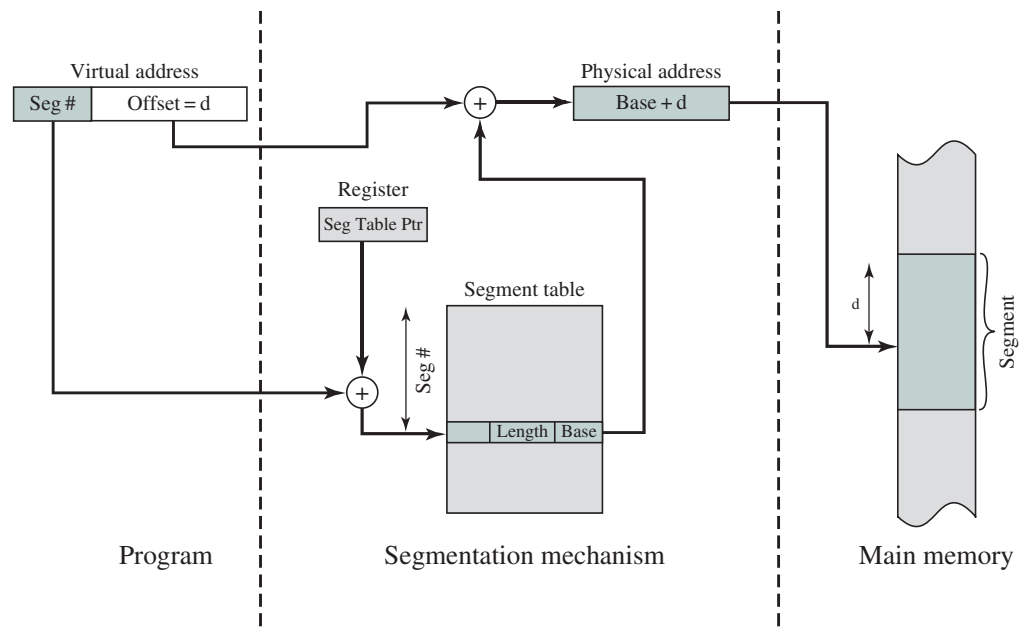 Virtual address
Seg # Offset = d
Physical address
Base + d
+
Register
Seg Table Ptr
Segment table
Seg #
+
Length Base
d
Segment
Program
Segmentation mechanism
Main memory